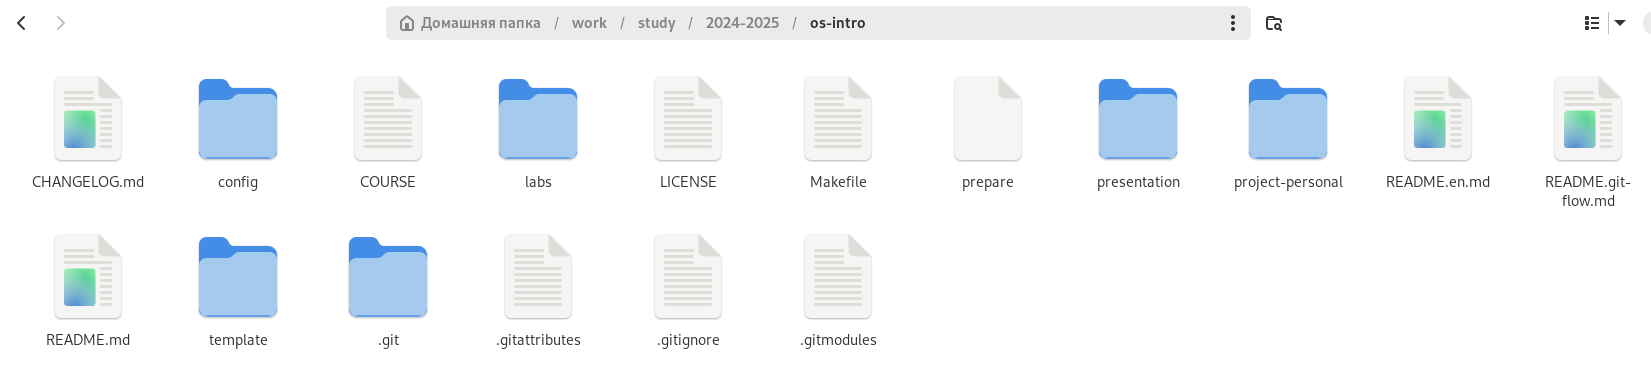 Домашняя папка / work / study / 2024-2025 / os-intro
CHANGELOG.md config COURSE labs LICENSE Makefile prepare presentation project-personal README.en.md README.git-
flow.md
README.md template .git .gitattributes .gitignore .gitmodules